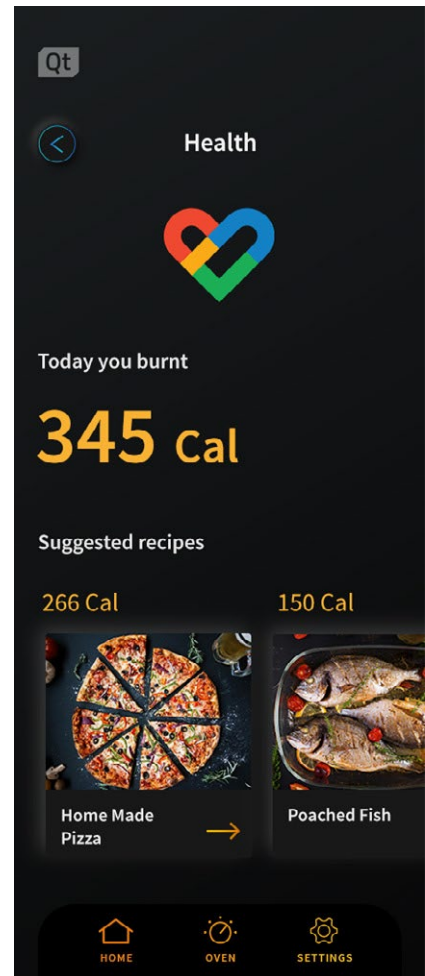 Qt
Health
Today you burnt
345 Cal
Suggested recipes
266 Cal
150 Cal
Home Made
Pizza
Poached Fish
HOME
OVEN
SETTINGS